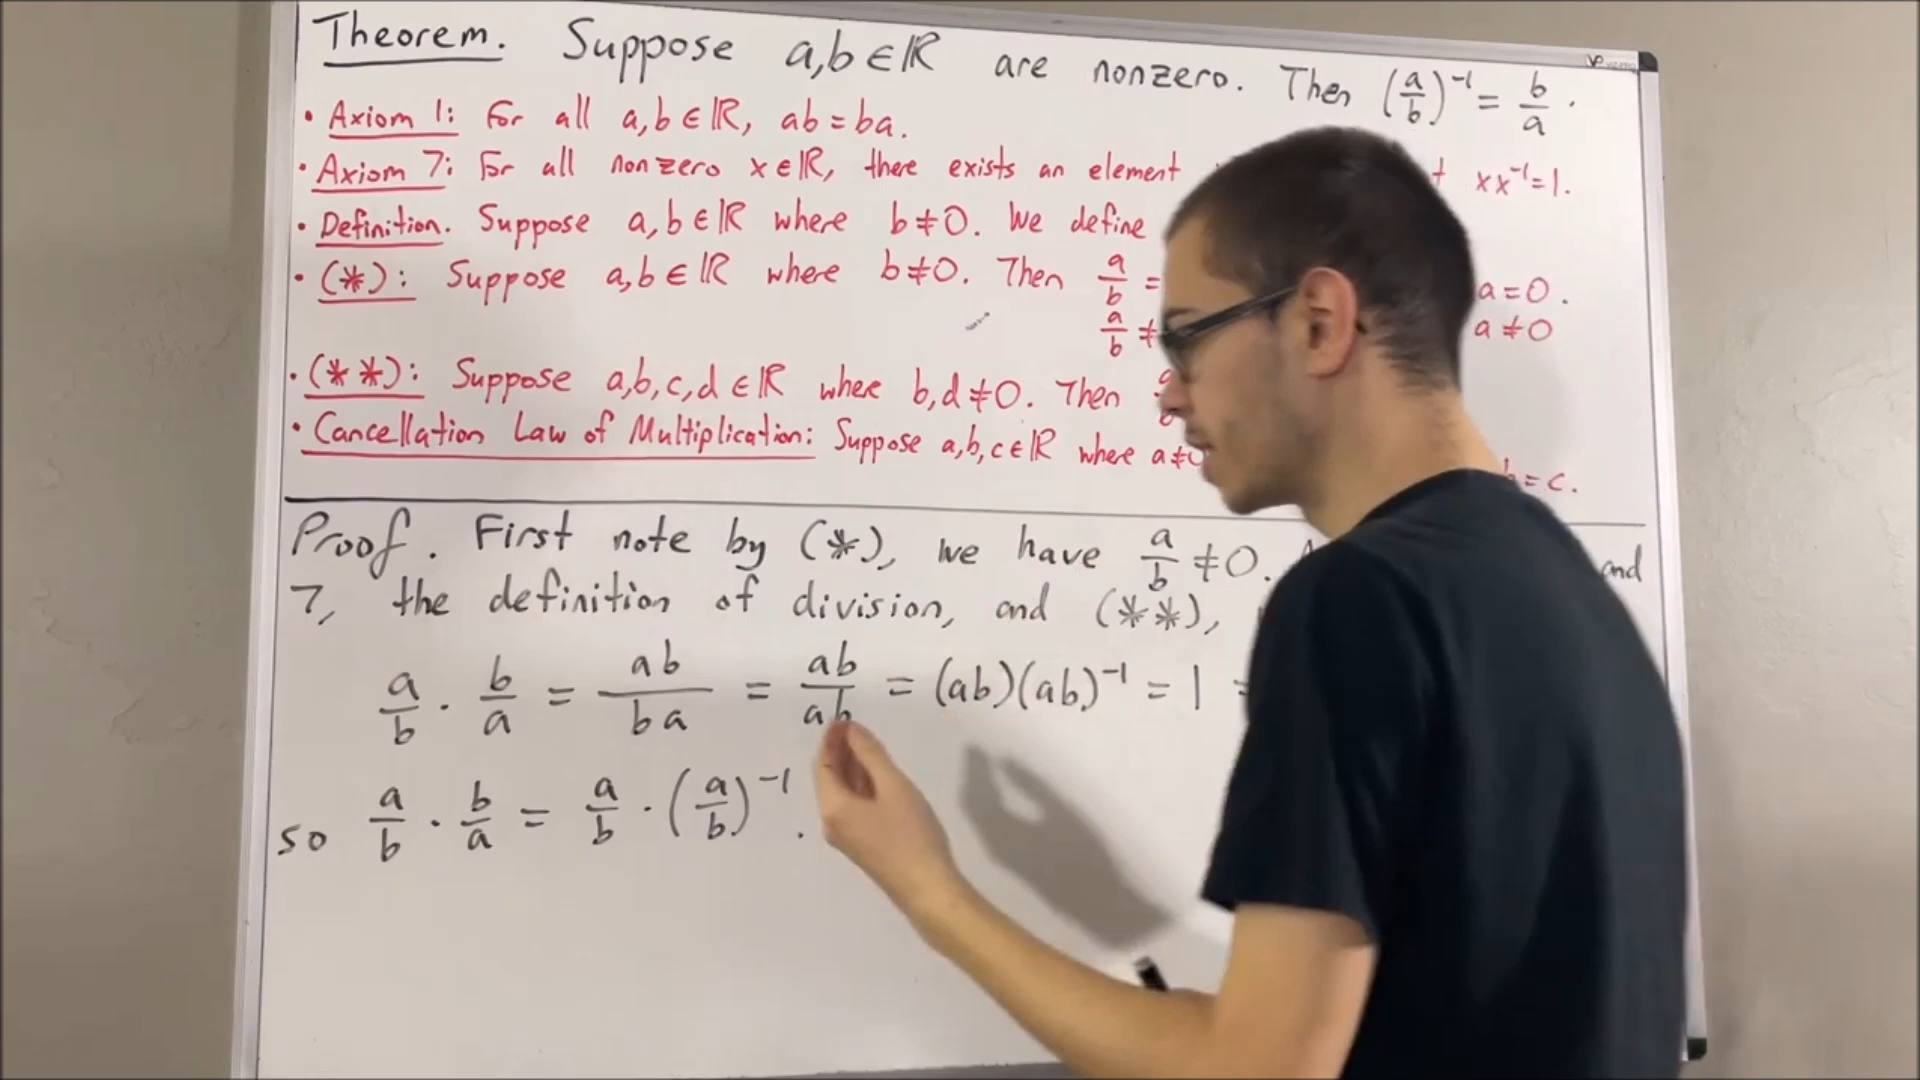 Theorem. Suppose a,b∈ℝ are nonzero. Then (a/b)⁻¹ = b/a.
• Axiom 1: For all a,b∈ℝ, ab=ba.
• Axiom 7: For all nonzero x∈ℝ, there exists an element xx⁻¹=1.
• Definition. Suppose a,b∈ℝ where b≠0. We define
• (*): Suppose a,b∈ℝ where b≠0. Then a/b = a=0.
a/b ≠ a≠0
• (**): Suppose a,b,c,d∈ℝ where b,d≠0. Then
• Cancellation Law of Multiplication: Suppose a,b,c∈ℝ where a≠0 =c.
Proof. First note by (*), we have a/b ≠0. and
7, the definition of division, and (**),
a/b · b/a = ab/ba = ab/ab = (ab)(ab)⁻¹ = 1 =
so a/b · b/a = a/b · (a/b)⁻¹.